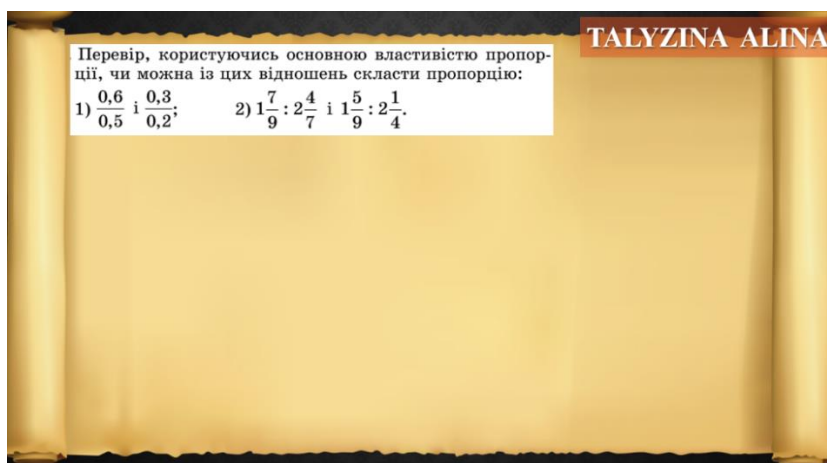 TALYZINA ALINA
Перевір, користуючись основною властивістю пропор-
ції, чи можна із цих відношень скласти пропорцію:
1) 0,6/0,5 і 0,3/0,2; 2) 1 7/9 : 2 4/7 і 1 5/9 : 2 1/4.